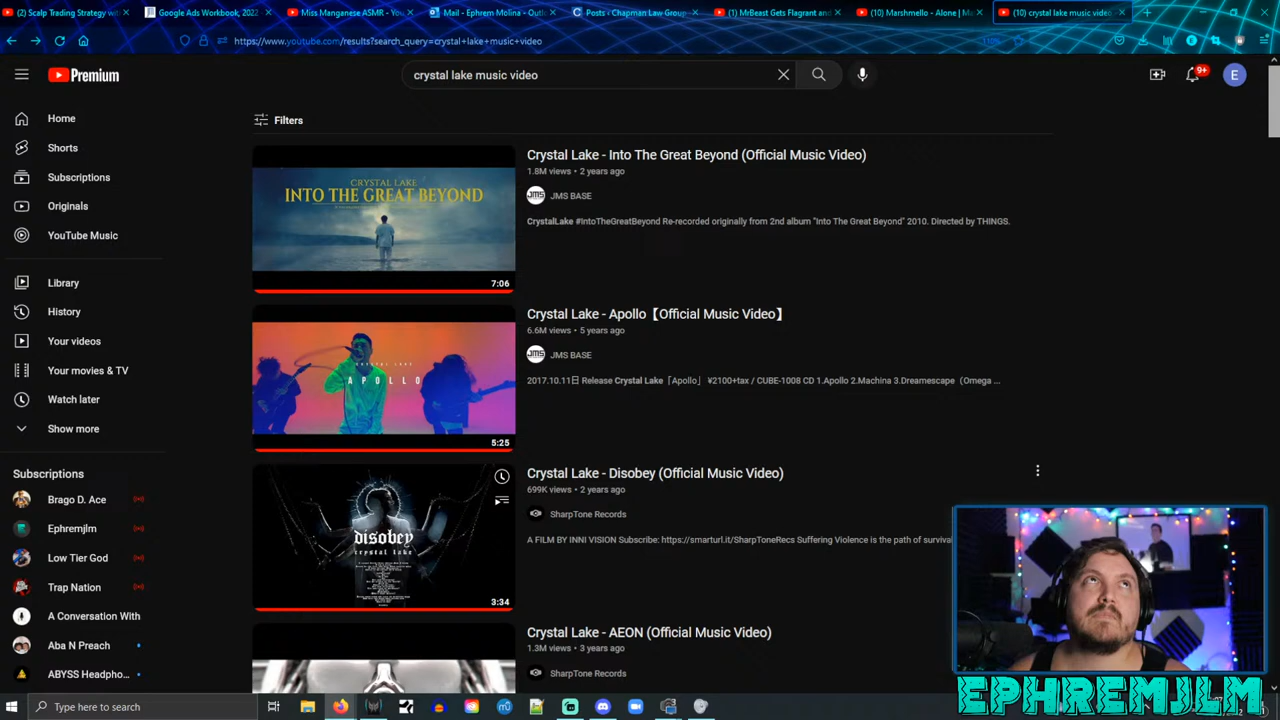 (2) Scalp Trading Strategy wit
Google Ads Workbook, 2022
Miss Manganese ASMR - You
Mail - Ephrem Molina - Outlo
Posts ‹ Chapman Law Group
(1) MrBeast Gets Flagrant and
(10) Marshmello - Alone | Me
(10) crystal lake music video -
https://www.youtube.com/results?search_query=crystal+lake+music+video
Premium
crystal lake music video
9+
E
Home
Shorts
Subscriptions
Originals
YouTube Music
Library
History
Your videos
Your movies & TV
Watch later
Show more
Subscriptions
Brago D. Ace
Ephremjlm
Low Tier God
Trap Nation
A Conversation With
Aba N Preach
ABYSS Headpho...
Filters
CRYSTAL LAKE
INTO THE GREAT BEYOND
7:06
Crystal Lake - Into The Great Beyond (Official Music Video)
1.8M views • 2 years ago
JMS BASE
CrystalLake #IntoTheGreatBeyond Re-recorded originally from 2nd album "Into The Great Beyond" 2010. Directed by THINGS.
APOLLO
5:25
Crystal Lake - Apollo【Official Music Video】
6.6M views • 5 years ago
JMS BASE
2017.10.11日 Release Crystal Lake「Apollo」 ¥2100+tax / CUBE-1008 CD 1.Apollo 2.Machina 3.Dreamescape（Omega ...
disobey
crystal lake
3:34
Crystal Lake - Disobey (Official Music Video)
699K views • 2 years ago
SharpTone Records
A FILM BY INNI VISION Subscribe: https://smarturl.it/SharpToneRecs Suffering Violence is the path of surviva
Crystal Lake - AEON (Official Music Video)
1.3M views • 3 years ago
SharpTone Records
EPHREMJLM
Type here to search